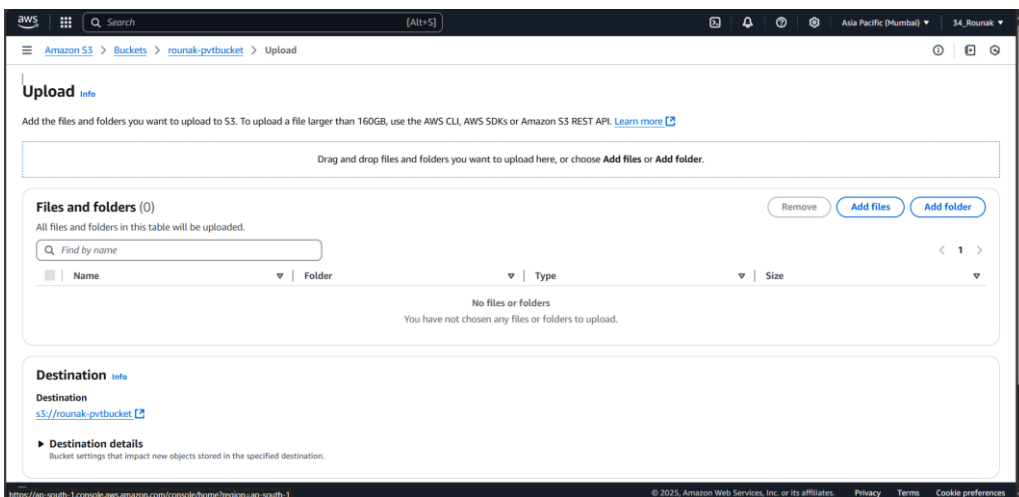 aws Search [Alt+S] Asia Pacific (Mumbai) 34_Rounak
Amazon S3 > Buckets > rounak-pvtbucket > Upload
Upload Info
Add the files and folders you want to upload to S3. To upload a file larger than 160GB, use the AWS CLI, AWS SDKs or Amazon S3 REST API. Learn more
Drag and drop files and folders you want to upload here, or choose Add files or Add folder.
Files and folders (0) Remove Add files Add folder
All files and folders in this table will be uploaded.
Find by name < 1 >
Name Folder Type Size
No files or folders
You have not chosen any files or folders to upload.
Destination Info
Destination
s3://rounak-pvtbucket
Destination details
Bucket settings that impact new objects stored in the specified destination.
https://ap-south-1.console.aws.amazon.com/console/home?region=ap-south-1 © 2025, Amazon Web Services, Inc. or its affiliates. Privacy Terms Cookie preferences